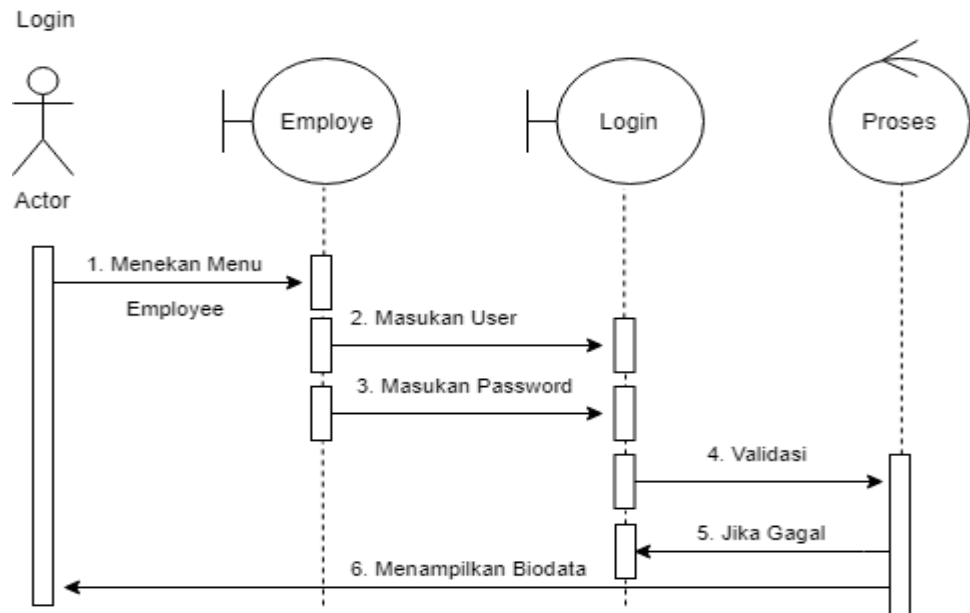 Login
Employe
Login
Proses
Actor
1. Menekan Menu
Employee
2. Masukan User
3. Masukan Password
4. Validasi
5. Jika Gagal
6. Menampilkan Biodata